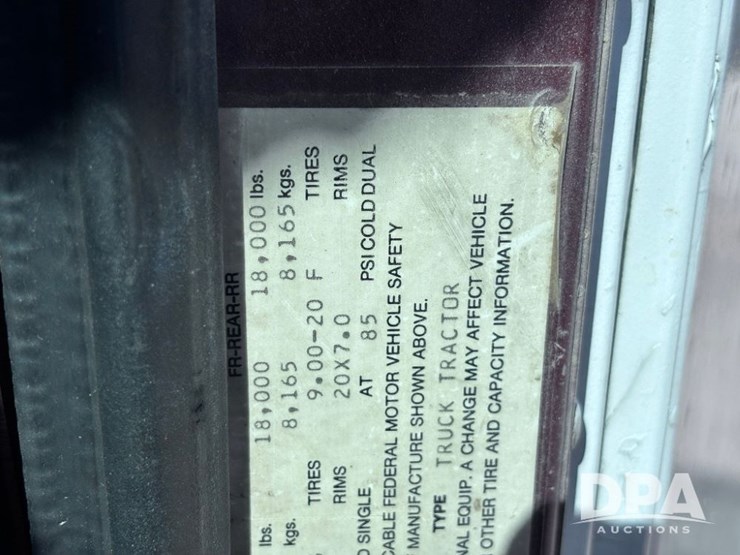 FR-REAR-RR
lbs. 18,000 18,000 lbs.
kgs. 8,165 8,165 kgs.
TIRES 9.00-20 F TIRES
RIMS 20X7.0 RIMS
SINGLE AT 85 PSI COLD DUAL
CABLE FEDERAL MOTOR VEHICLE SAFETY
MANUFACTURE SHOWN ABOVE.
TYPE TRUCK TRACTOR
NAL EQUIP. A CHANGE MAY AFFECT VEHICLE
OTHER TIRE AND CAPACITY INFORMATION.
DPA
AUCTIONS